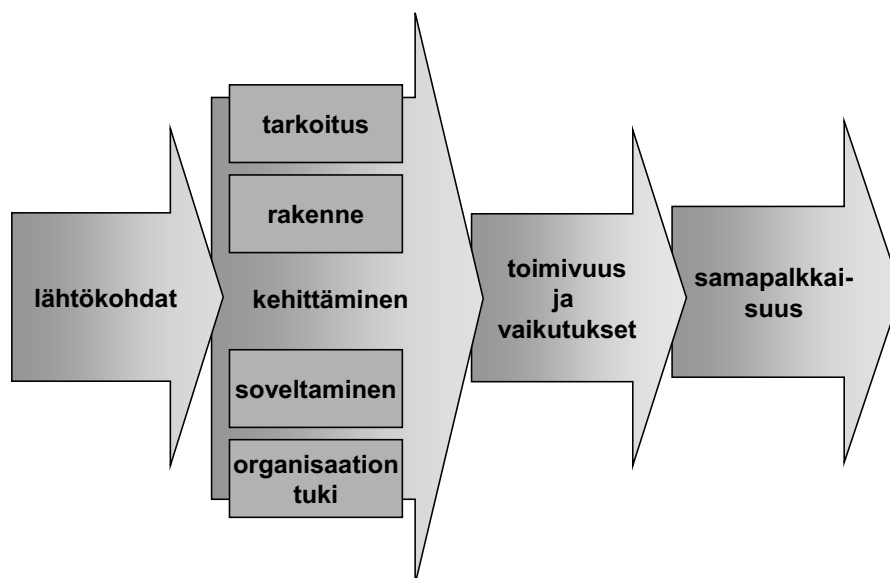 lähtökohdat
tarkoitus
rakenne
kehittäminen
soveltaminen
organisaation
tuki
toimivuus
ja
vaikutukset
samapalkkai-
suus